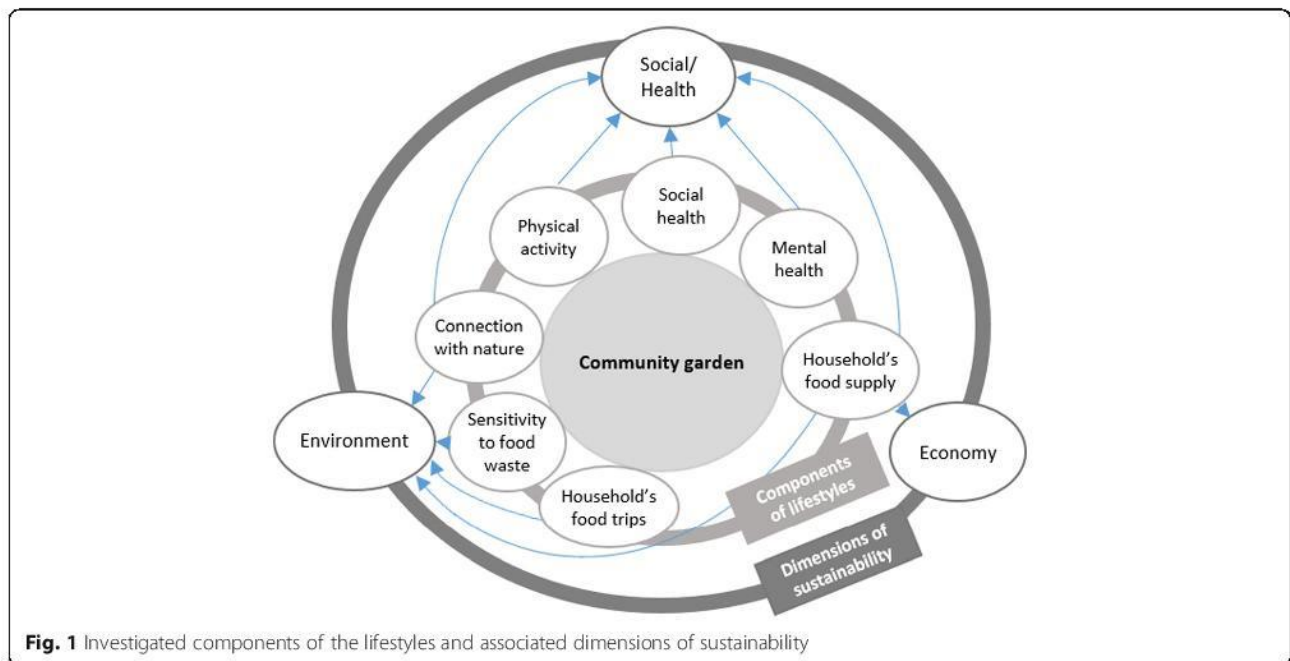 Social/
Health
Social
health
Physical
activity
Mental
health
Connection
with nature
Community garden
Household's
food supply
Environment
Sensitivity
to food
waste
Economy
Household's
food trips
Components
of lifestyles
Dimensions of
sustainability
Fig. 1 Investigated components of the lifestyles and associated dimensions of sustainability